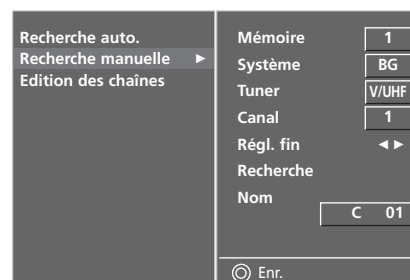 Recherche auto.
Recherche manuelle ►
Edition des chaînes
Mémoire 1
Système BG
Tuner V/UHF
Canal 1
Régl. fin ◄►
Recherche
Nom
C 01
Enr.